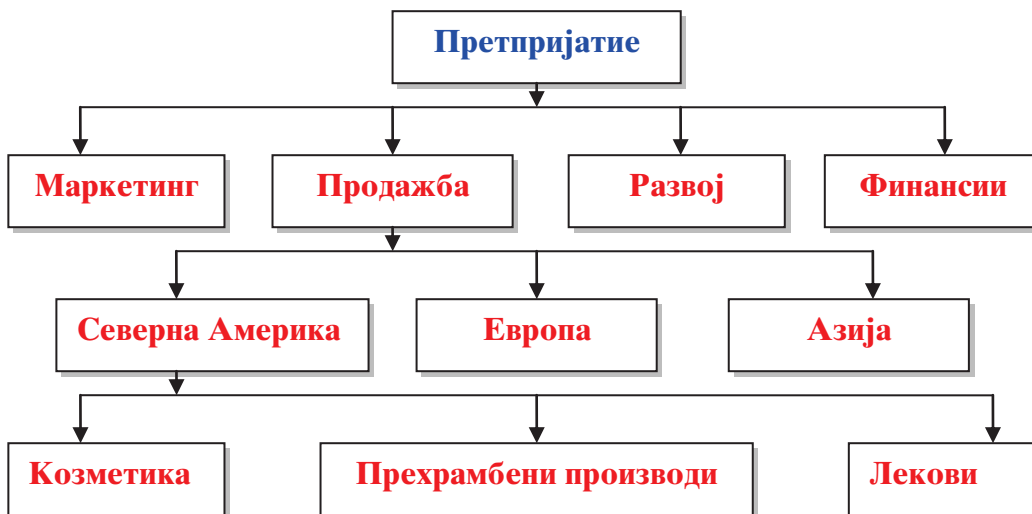 Претпријатие
Маркетинг
Продажба
Развој
Финансии
Северна Америка
Европа
Азија
Козметика
Прехрамбени производи
Лекови